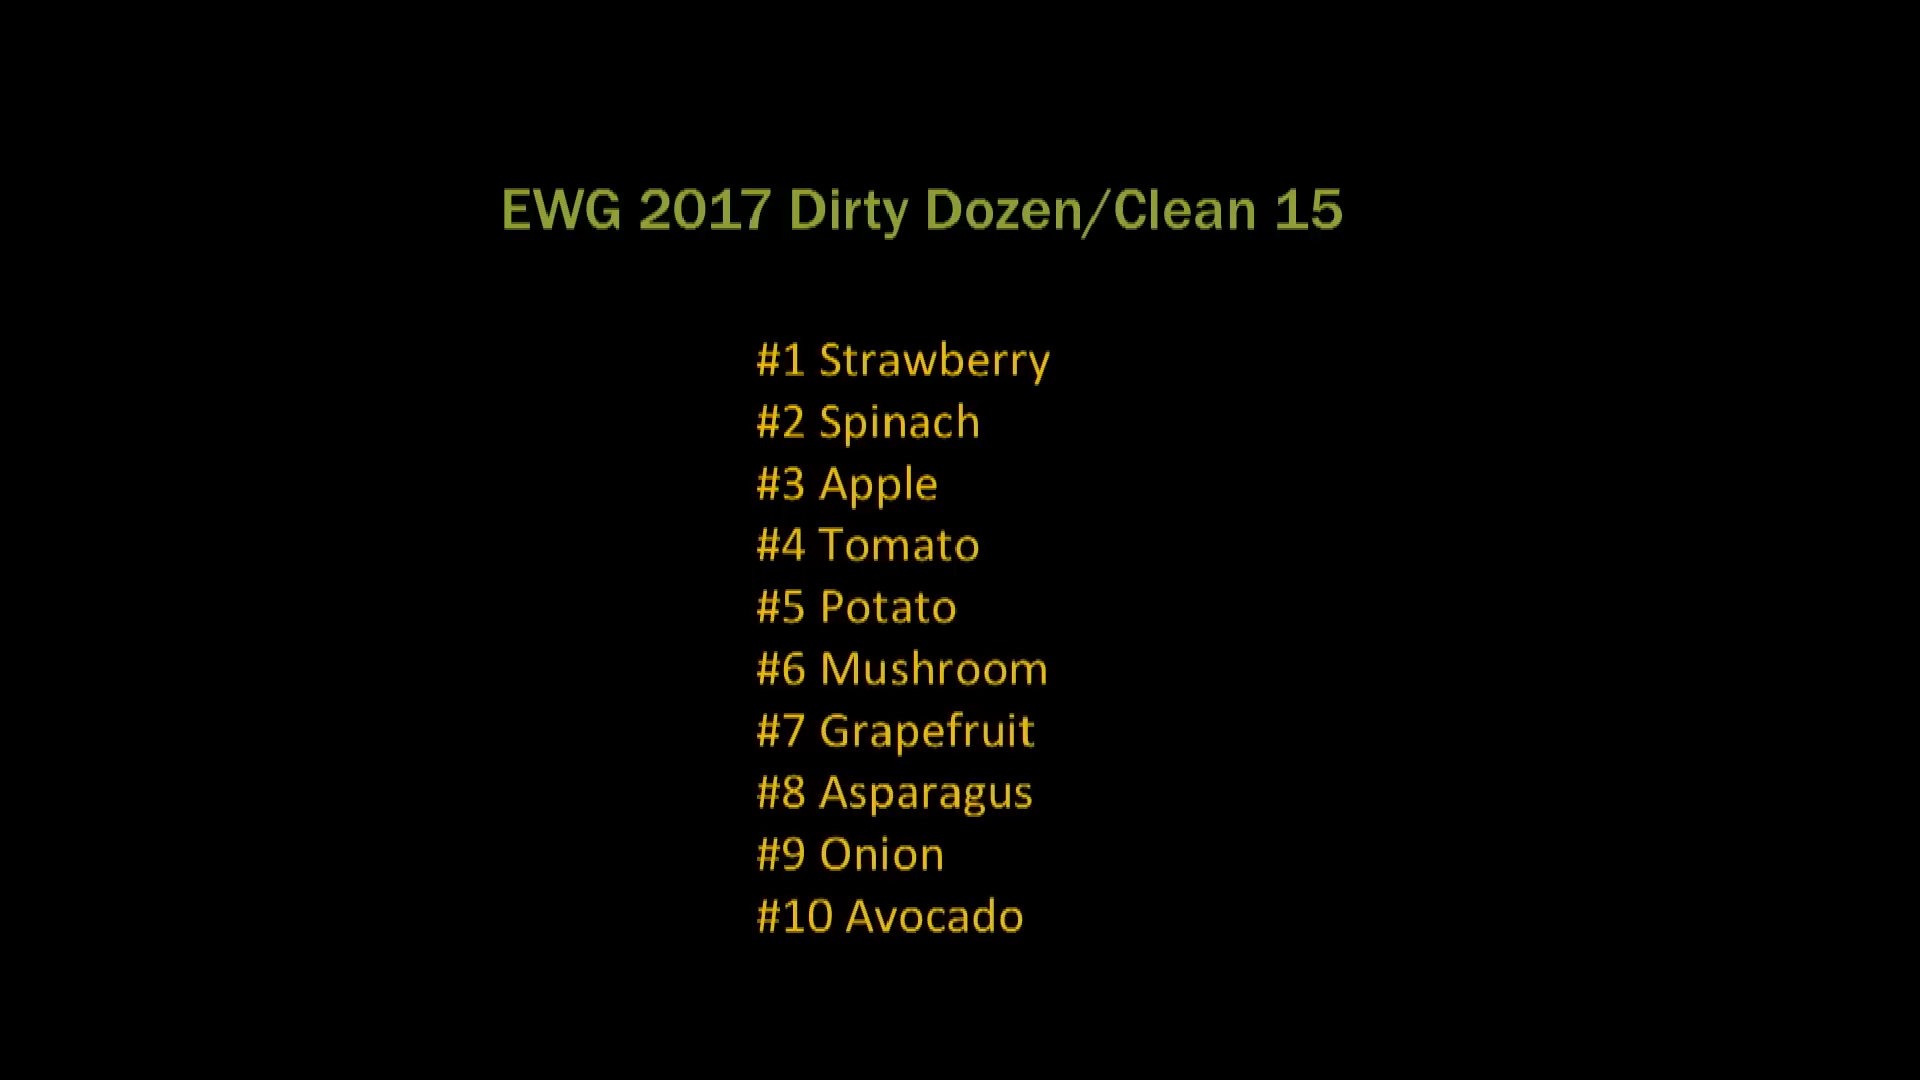 EWG 2017 Dirty Dozen/Clean 15
#1 Strawberry
#2 Spinach
#3 Apple
#4 Tomato
#5 Potato
#6 Mushroom
#7 Grapefruit
#8 Asparagus
#9 Onion
#10 Avocado